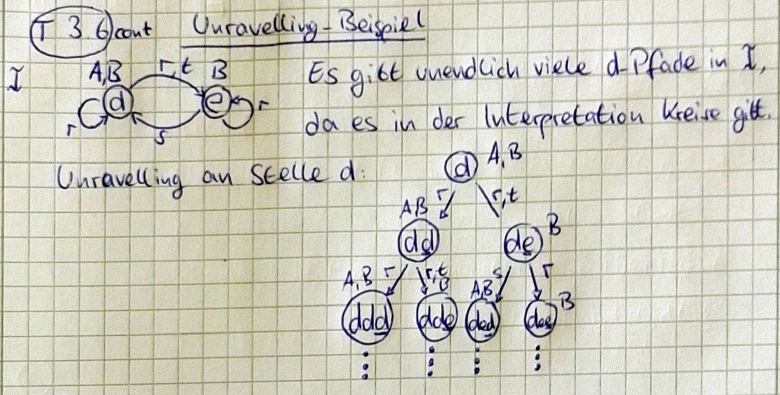 T 3.6) cont Unravelling-Beispiel
I A,B r,t B Es gibt unendlich viele d-Pfade in I,
r d e r
s da es in der Interpretation Kreise gibt.
Unravelling an Stelle d: d A,B
A,B r r,t
dd de B
A,B r r,t B A,B s r
ddd dde ded dee B